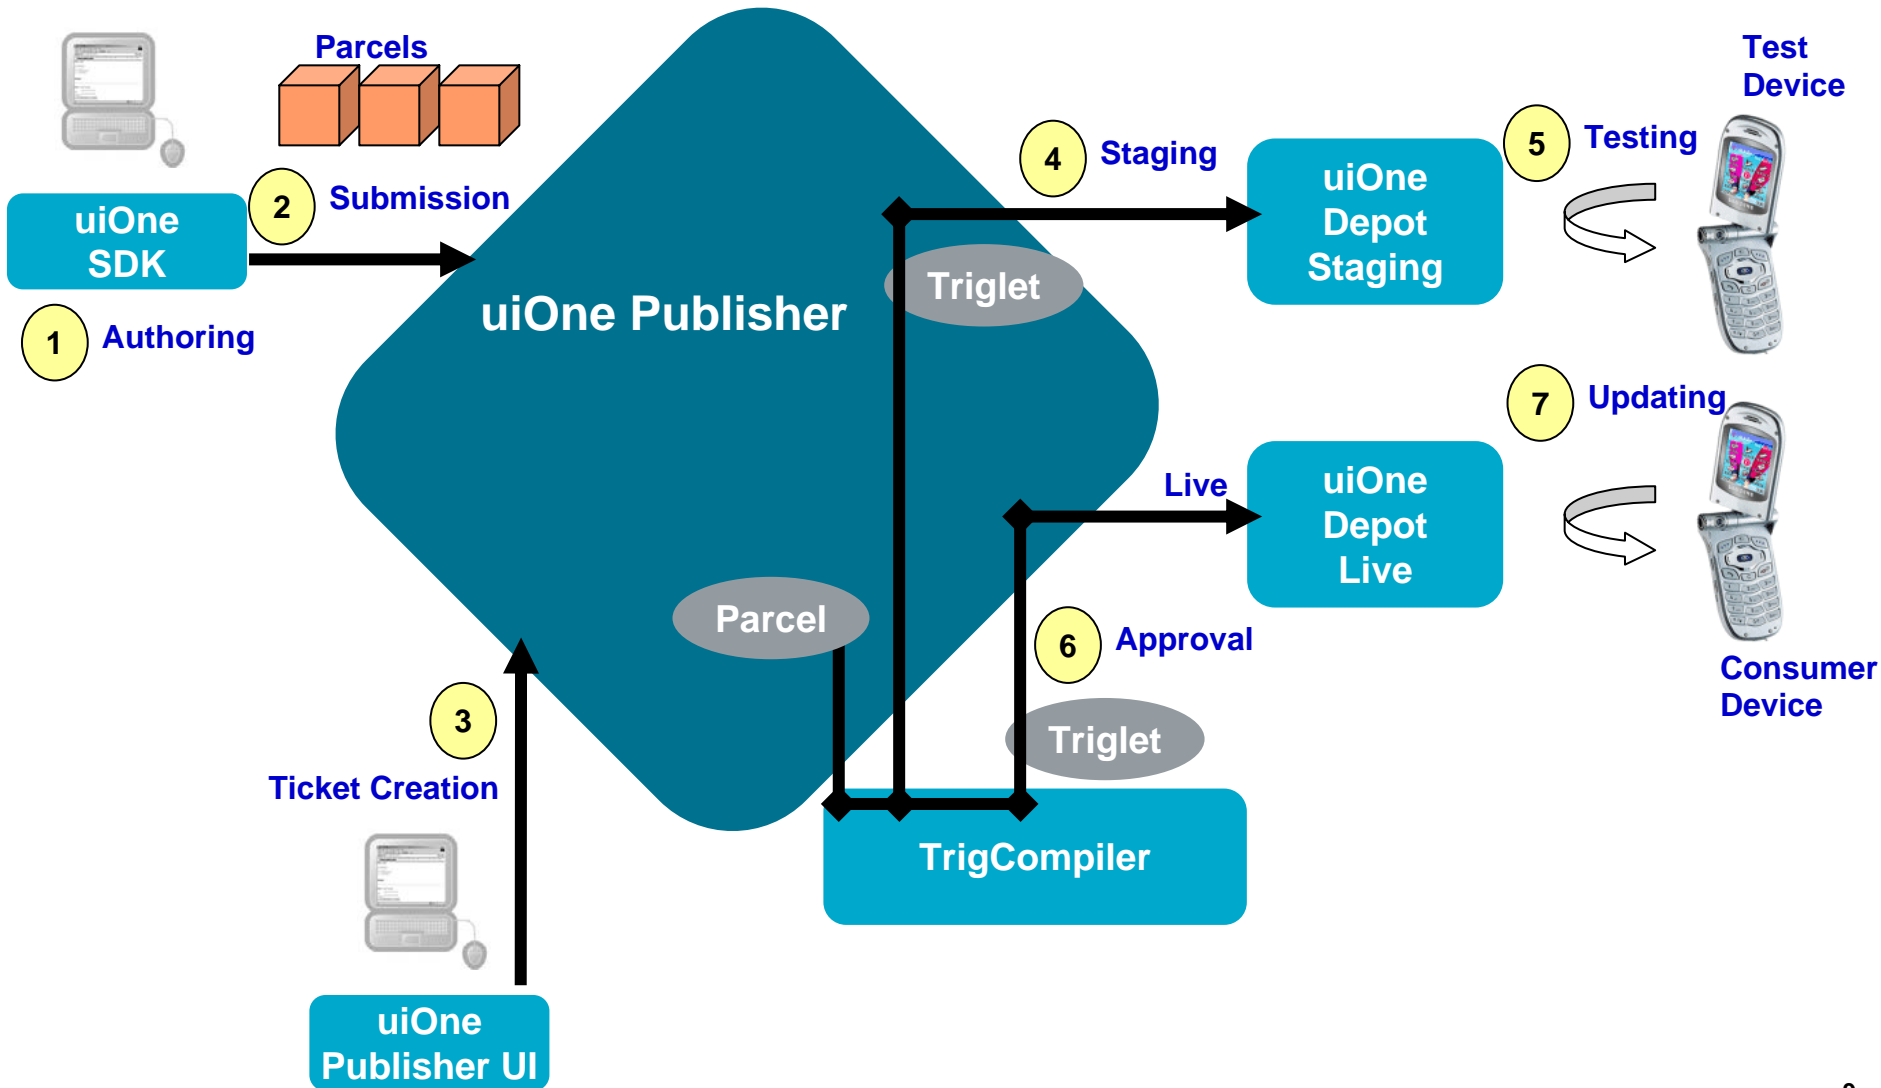 Parcels
Test
Device
uiOne
SDK
2
Submission
1
Authoring
uiOne Publisher
4
Staging
Triglet
uiOne
Depot
Staging
5
Testing
7
Updating
Live
uiOne
Depot
Live
Parcel
6
Approval
Triglet
Consumer
Device
3
Ticket Creation
TrigCompiler
uiOne
Publisher UI